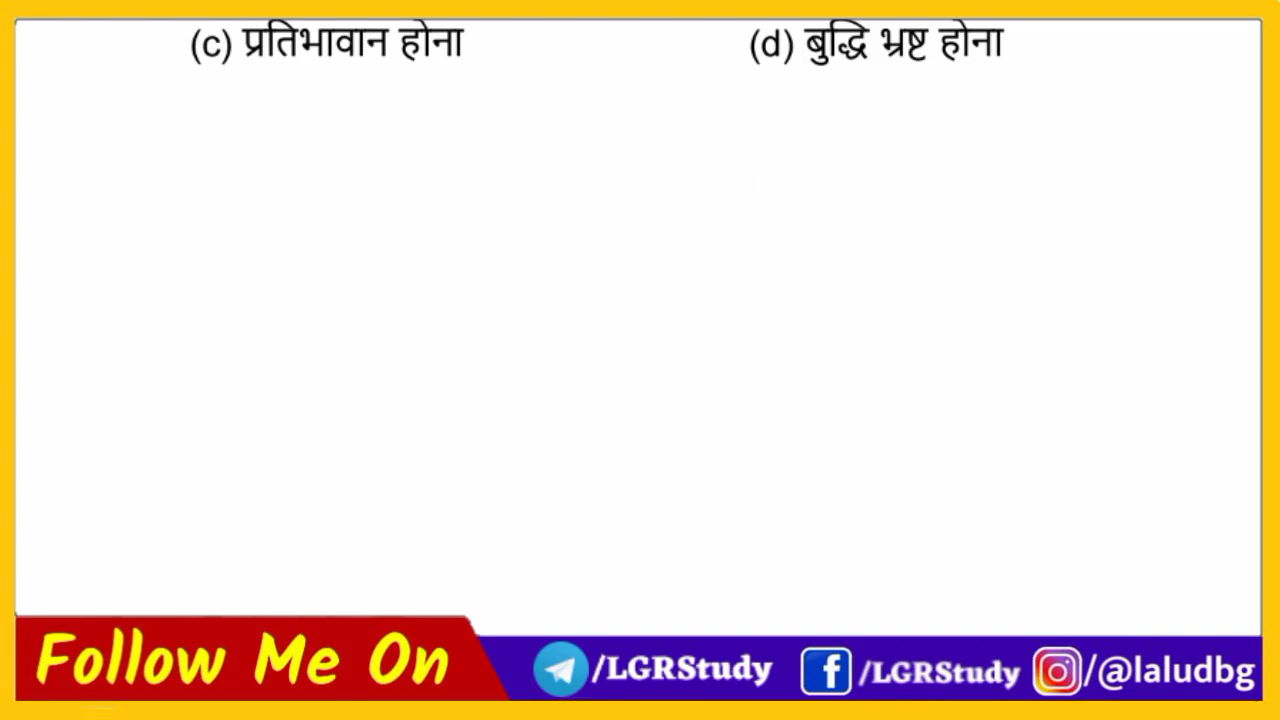 (c) प्रतिभावान होना (d) बुद्धि भ्रष्ट होना
Follow Me On /LGRStudy /LGRStudy /@laludbg